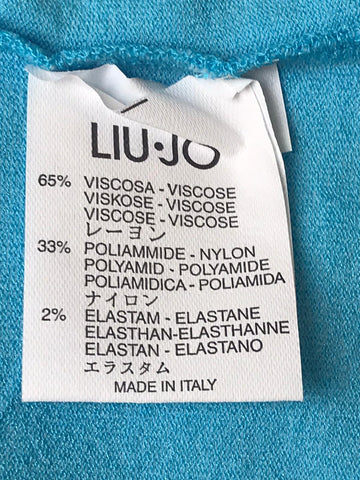 LIU·JO
65% VISCOSA - VISCOSE
VISKOSE - VISCOSE
VISCOSE - VISCOSE
レーヨン
33% POLIAMMIDE - NYLON
POLYAMID - POLYAMIDE
POLIAMIDICA - POLIAMIDA
ナイロン
2% ELASTAM - ELASTANE
ELASTHAN-ELASTHANNE
ELASTAN - ELASTANO
エラスタム
MADE IN ITALY